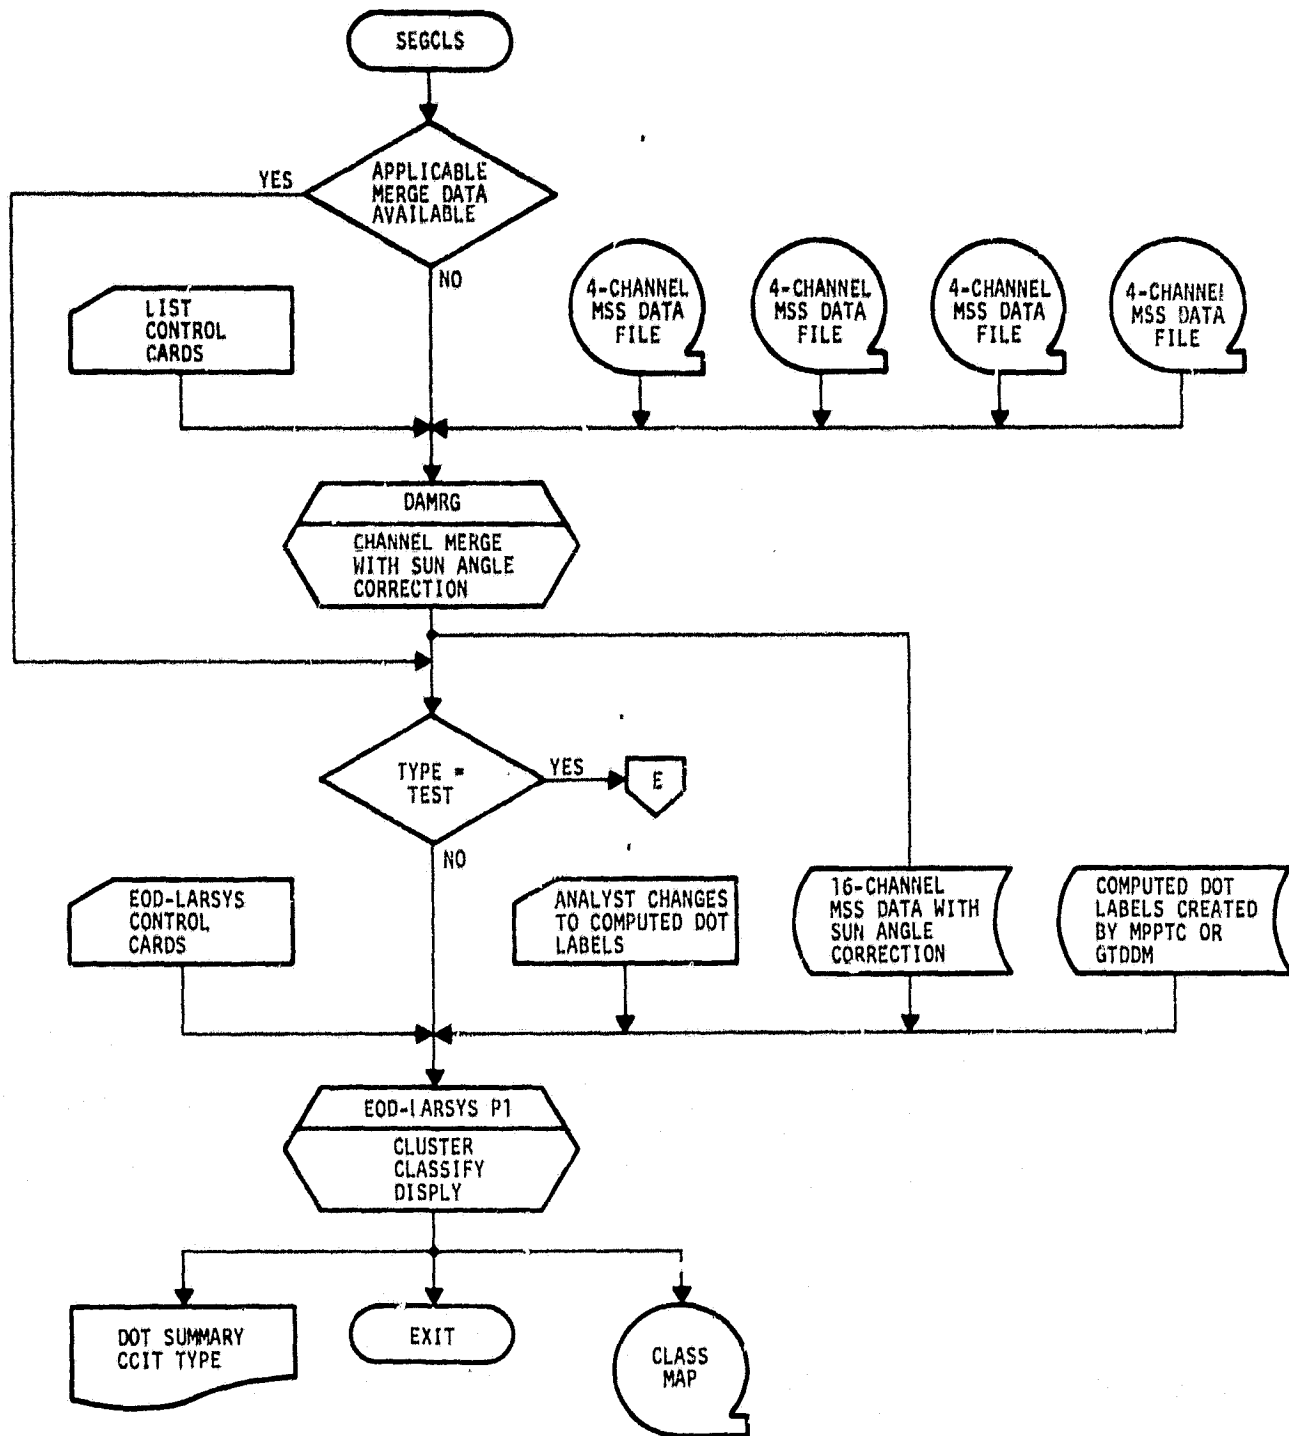 SEGCLS
APPLICABLE
MERGE DATA
AVAILABLE
YES
NO
LIST
CONTROL
CARDS
4-CHANNEL
MSS DATA
FILE
4-CHANNEL
MSS DATA
FILE
4-CHANNEL
MSS DATA
FILE
4-CHANNEL
MSS DATA
FILE
DAMRG
CHANNEL MERGE
WITH SUN ANGLE
CORRECTION
TYPE =
TEST
YES
E
NO
EOD-LARSYS
CONTROL
CARDS
ANALYST CHANGES
TO COMPUTED DOT
LABELS
16-CHANNEL
MSS DATA WITH
SUN ANGLE
CORRECTION
COMPUTED DOT
LABELS CREATED
BY MPPTC OR
GTDDM
EOD-LARSYS P1
CLUSTER
CLASSIFY
DISPLY
DOT SUMMARY
CCIT TYPE
EXIT
CLASS
MAP